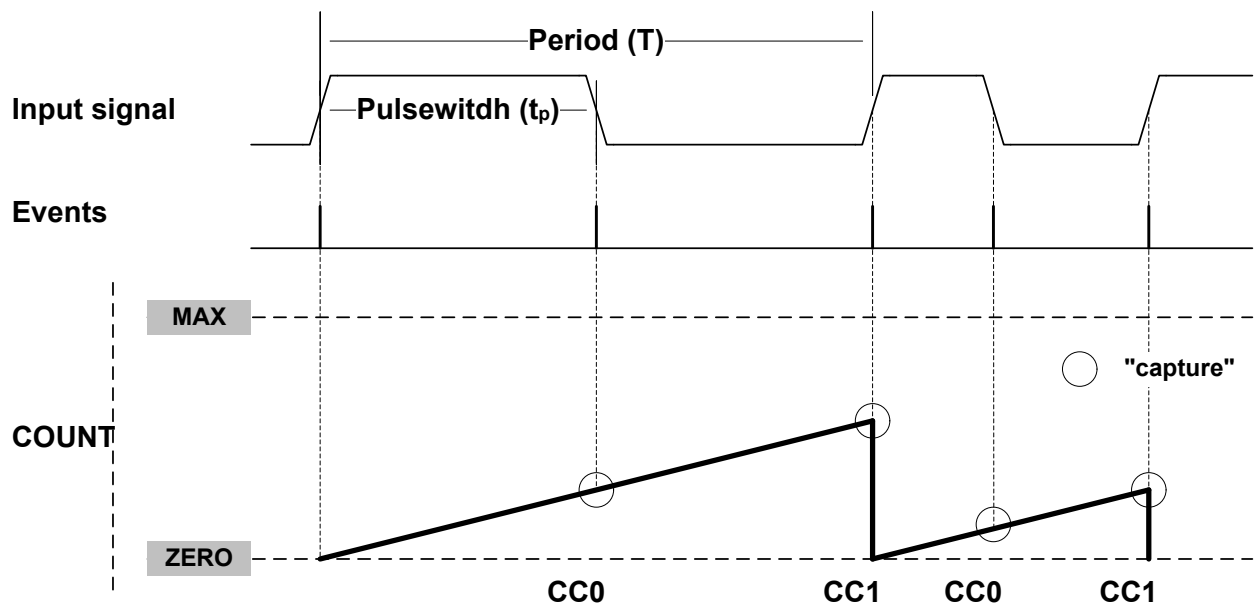 Period (T)
Input signal
Pulsewitdh (tp)
Events
MAX
"capture"
COUNT
ZERO
CC0 CC1 CC0 CC1